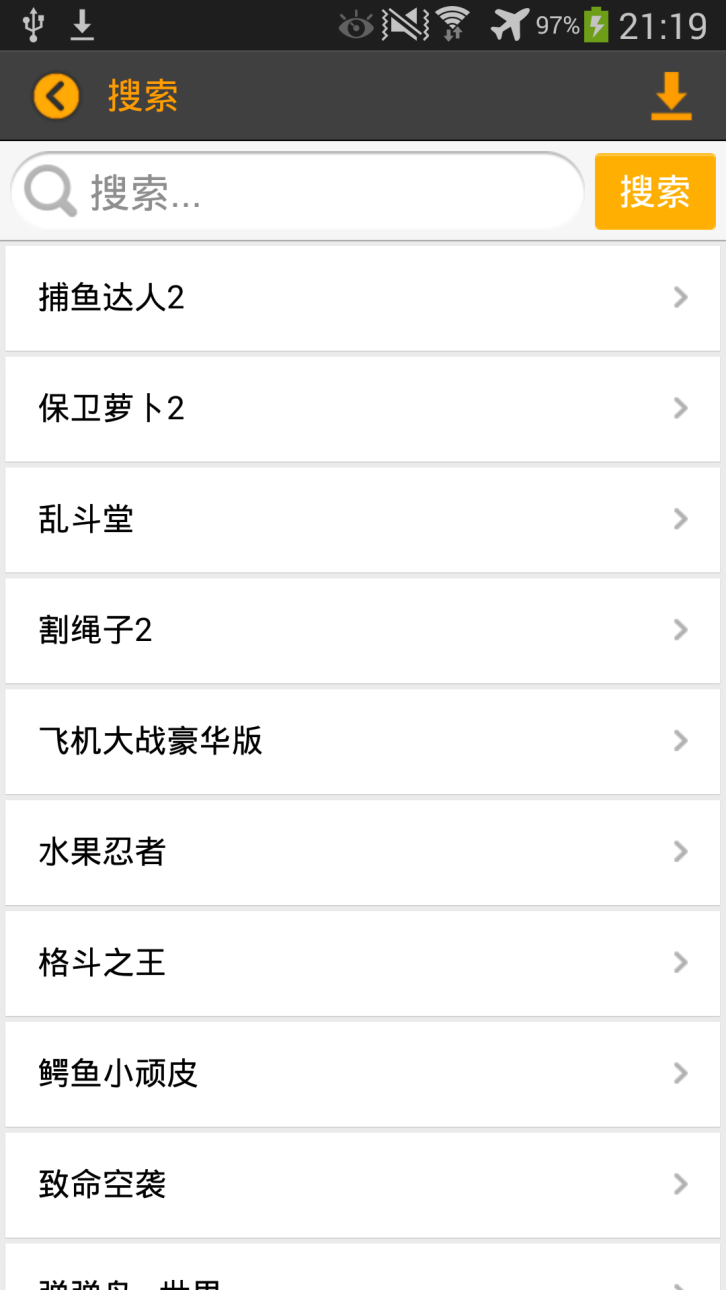 97% 21:19
搜索
搜索... 搜索
捕鱼达人2
保卫萝卜2
乱斗堂
割绳子2
飞机大战豪华版
水果忍者
格斗之王
鳄鱼小顽皮
致命空袭